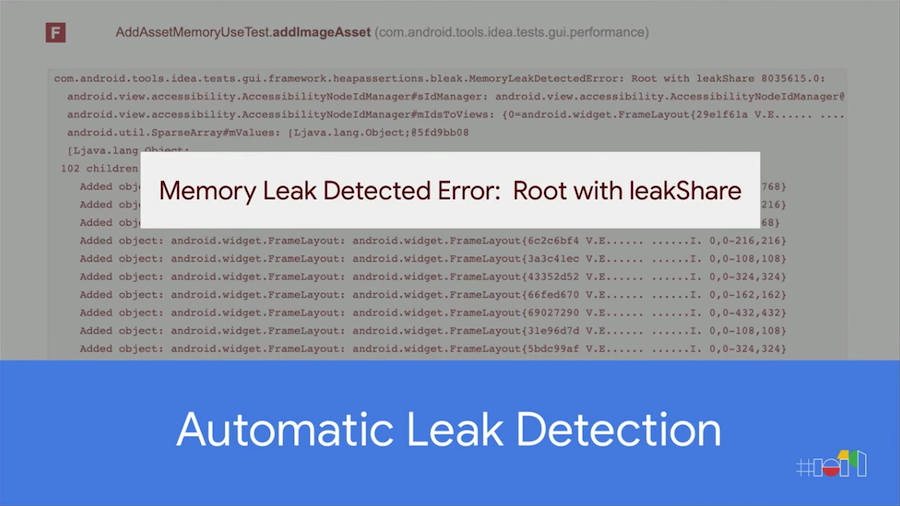 F
AddAssetMemoryUseTest.addImageAsset (com.android.tools.idea.tests.gui.performance)
com.android.tools.idea.tests.gui.framework.heapassertions.bleak.MemoryLeakDetectedError: Root with leakShare 8035615.0:
android.view.accessibility.AccessibilityNodeIdManager#sIdManager: android.view.accessibility.AccessibilityNodeIdManager@
android.view.accessibility.AccessibilityNodeIdManager#mIdsToViews: {0=android.widget.FrameLayout{29e1f61a V.E...... ....
android.util.SparseArray#mValues: [Ljava.lang.Object;@5fd9bb08
[Ljava.lang.Object:
102 children
Added obj 768}
Memory Leak Detected Error: Root with leakShare
Added obj 216}
Added obj 68}
Added object: android.widget.FrameLayout: android.widget.FrameLayout{6c2c6bf4 V.E...... ......I. 0,0-216,216}
Added object: android.widget.FrameLayout: android.widget.FrameLayout{3a3c41ec V.E...... ......I. 0,0-108,108}
Added object: android.widget.FrameLayout: android.widget.FrameLayout{43352d52 V.E...... ......I. 0,0-324,324}
Added object: android.widget.FrameLayout: android.widget.FrameLayout{66fed670 V.E...... ......I. 0,0-162,162}
Added object: android.widget.FrameLayout: android.widget.FrameLayout{69027290 V.E...... ......I. 0,0-432,432}
Added object: android.widget.FrameLayout: android.widget.FrameLayout{31e96d7d V.E...... ......I. 0,0-108,108}
Added object: android.widget.FrameLayout: android.widget.FrameLayout{5bdc99af V.E...... ......I. 0,0-324,324}
Automatic Leak Detection
#io19